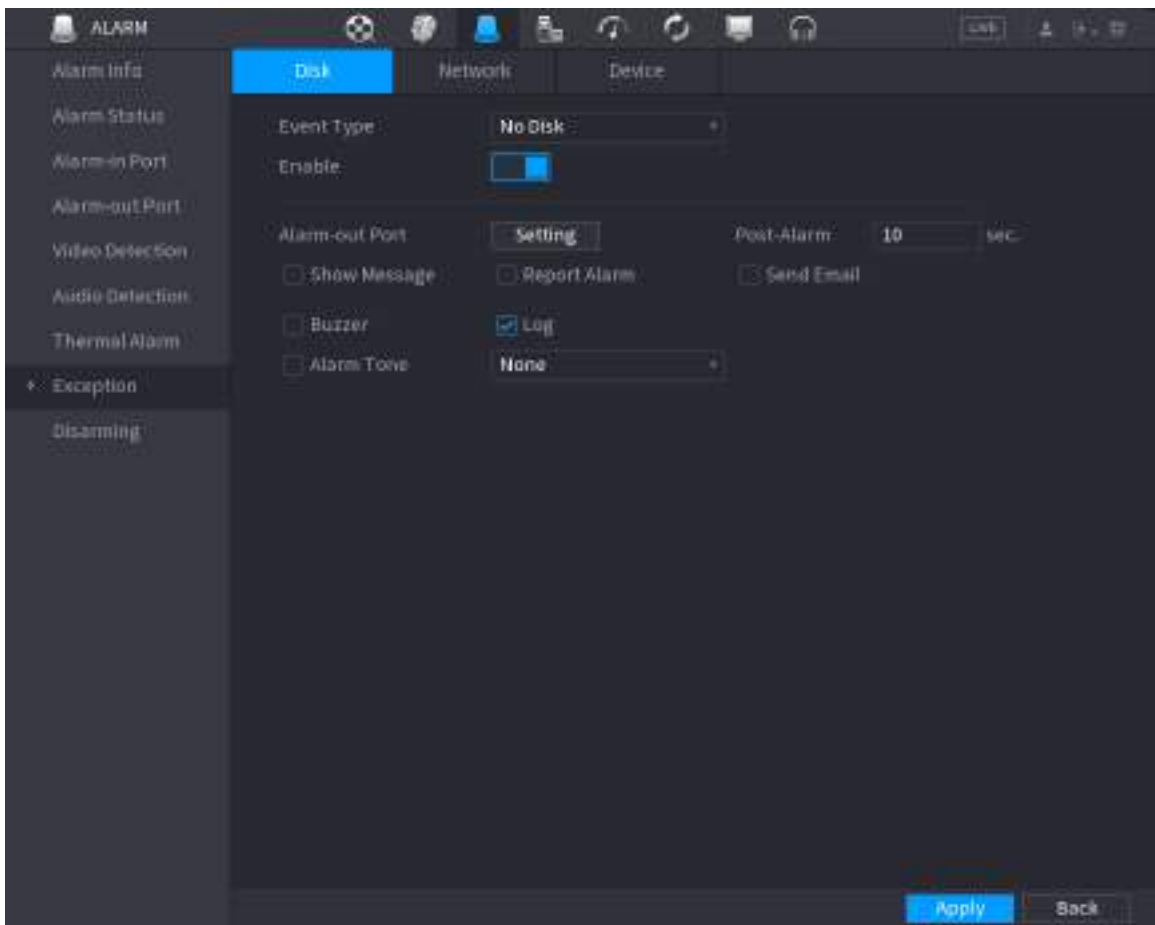 ALARM LIVE
Alarm Info
Alarm Status
Alarm-in Port
Alarm-out Port
Video Detection
Audio Detection
Thermal Alarm
Exception
Disarming
Disk Network Device
Event Type No Disk
Enable
Alarm-out Port Setting Post-Alarm 10 sec.
Show Message Report Alarm Send Email
Buzzer Log
Alarm Tone None
Apply Back